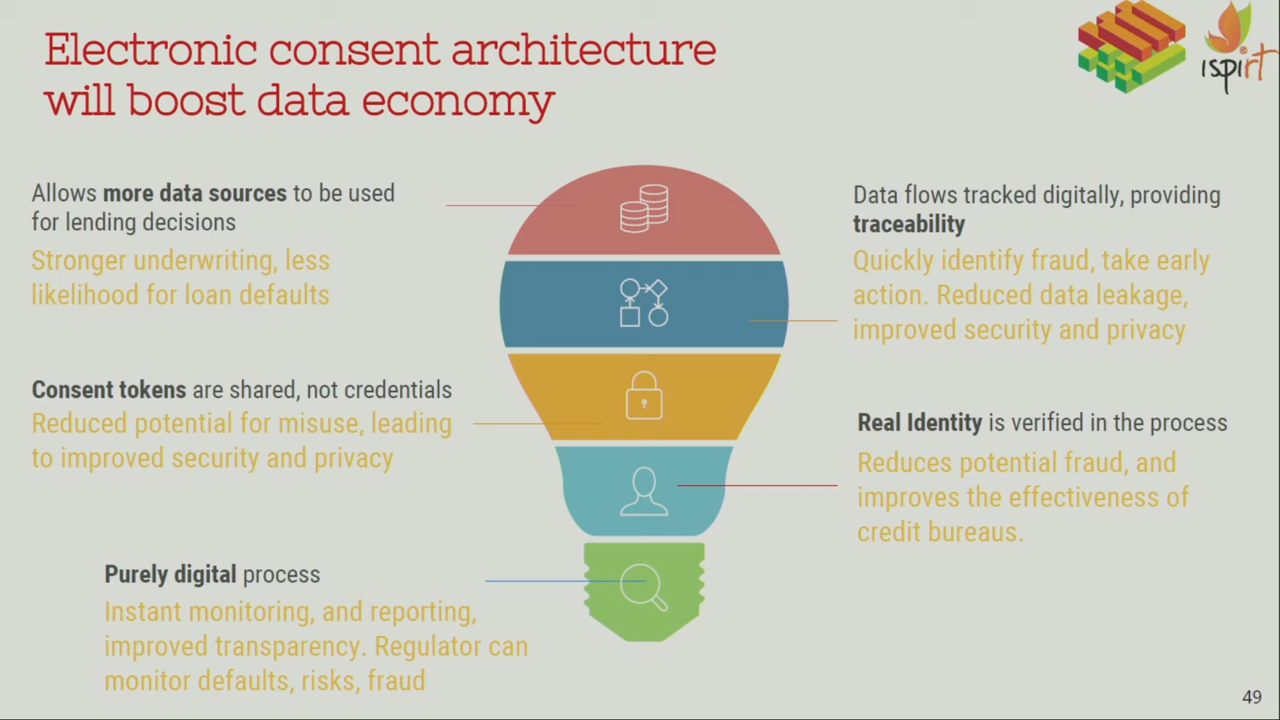 Electronic consent architecture
will boost data economy
ispirt
Allows more data sources to be used
for lending decisions
Stronger underwriting, less
likelihood for loan defaults
Data flows tracked digitally, providing
traceability
Quickly identify fraud, take early
action. Reduced data leakage,
improved security and privacy
Consent tokens are shared, not credentials
Reduced potential for misuse, leading
to improved security and privacy
Real Identity is verified in the process
Reduces potential fraud, and
improves the effectiveness of
credit bureaus.
Purely digital process
Instant monitoring, and reporting,
improved transparency. Regulator can
monitor defaults, risks, fraud
49